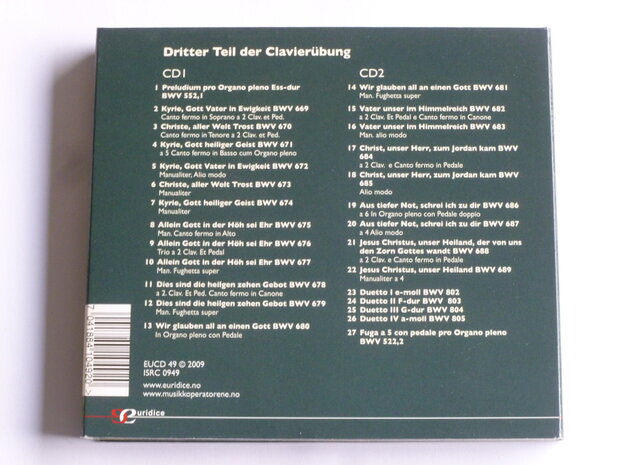 Dritter Teil der Clavierübung
CD1
1 Preludium pro Organo pleno Ess-dur
BWV 552,1
2 Kyrie, Gott Vater in Ewigkeit BWV 669
Canto fermo in Soprano a 2 Clav. et Ped.
3 Christe, aller Welt Trost BWV 670
Canto fermo in Tenore a 2 Clav. et Ped.
4 Kyrie, Gott heiliger Geist BWV 671
a 5 Canto fermo in Basso cum Organo pleno
5 Kyrie, Gott Vater in Ewigkeit BWV 672
Manualiter, Alio modo
6 Christe, aller Welt Trost BWV 673
Manualiter
7 Kyrie, Gott heiliger Geist BWV 674
Manualiter
8 Allein Gott in der Höh sei Ehr BWV 675
Man. Canto fermo in Alto
9 Allein Gott in der Höh sei Ehr BWV 676
Trio a 2 Clav. Et Pedal
10 Allein Gott in der Höh sei Ehr BWV 677
Man. Fughetta super
11 Dies sind die heilgen zehen Gebot BWV 678
a 2. Clav. Et Ped. Canto fermo in Canone
12 Dies sind die heilgen zehen Gebot BWV 679
Man. Fughetta super
13 Wir glauben all an einen Gott BWV 680
In Organo pleno con Pedale
EUCD 49 © 2009
ISRC 0949
www.euridice.no
www.musikkoperatorene.no
CD2
14 Wir glauben all an einen Gott BWV 681
Man. Fughetta super
15 Vater unser im Himmelreich BWV 682
a 2 Clav. Et Pedal e Canto fermo in Canone
16 Vater unser im Himmelreich BWV 683
Man. alio modo
17 Christ, unser Herr, zum Jordan kam BWV
684
a 2 Clav. e Canto fermo in Pedale
18 Christ, unser Herr, zum Jordan kam BWV
685
Alio modo
19 Aus tiefer Not, schrei ich zu dir BWV 686
a 6 In Organo pleno con Pedale doppio
20 Aus tiefer Not, schrei ich zu dir BWV 687
a 4 Alio modo
21 Jesus Christus, unser Heiland, der von uns
den Zorn Gottes wandt BWV 688
a 2 Clav. e Canto fermo in Pedale
22 Jesus Christus, unser Heiland BWV 689
Manualiter a 4
23 Duetto I e-moll BWV 802
24 Duetto II F-dur BWV 803
25 Duetto III G-dur BWV 804
26 Duetto IV a-moll BWV 805
27 Fuga a 5 con pedale pro Organo pleno
BWV 522,2
7 041884 104920 >
euridice